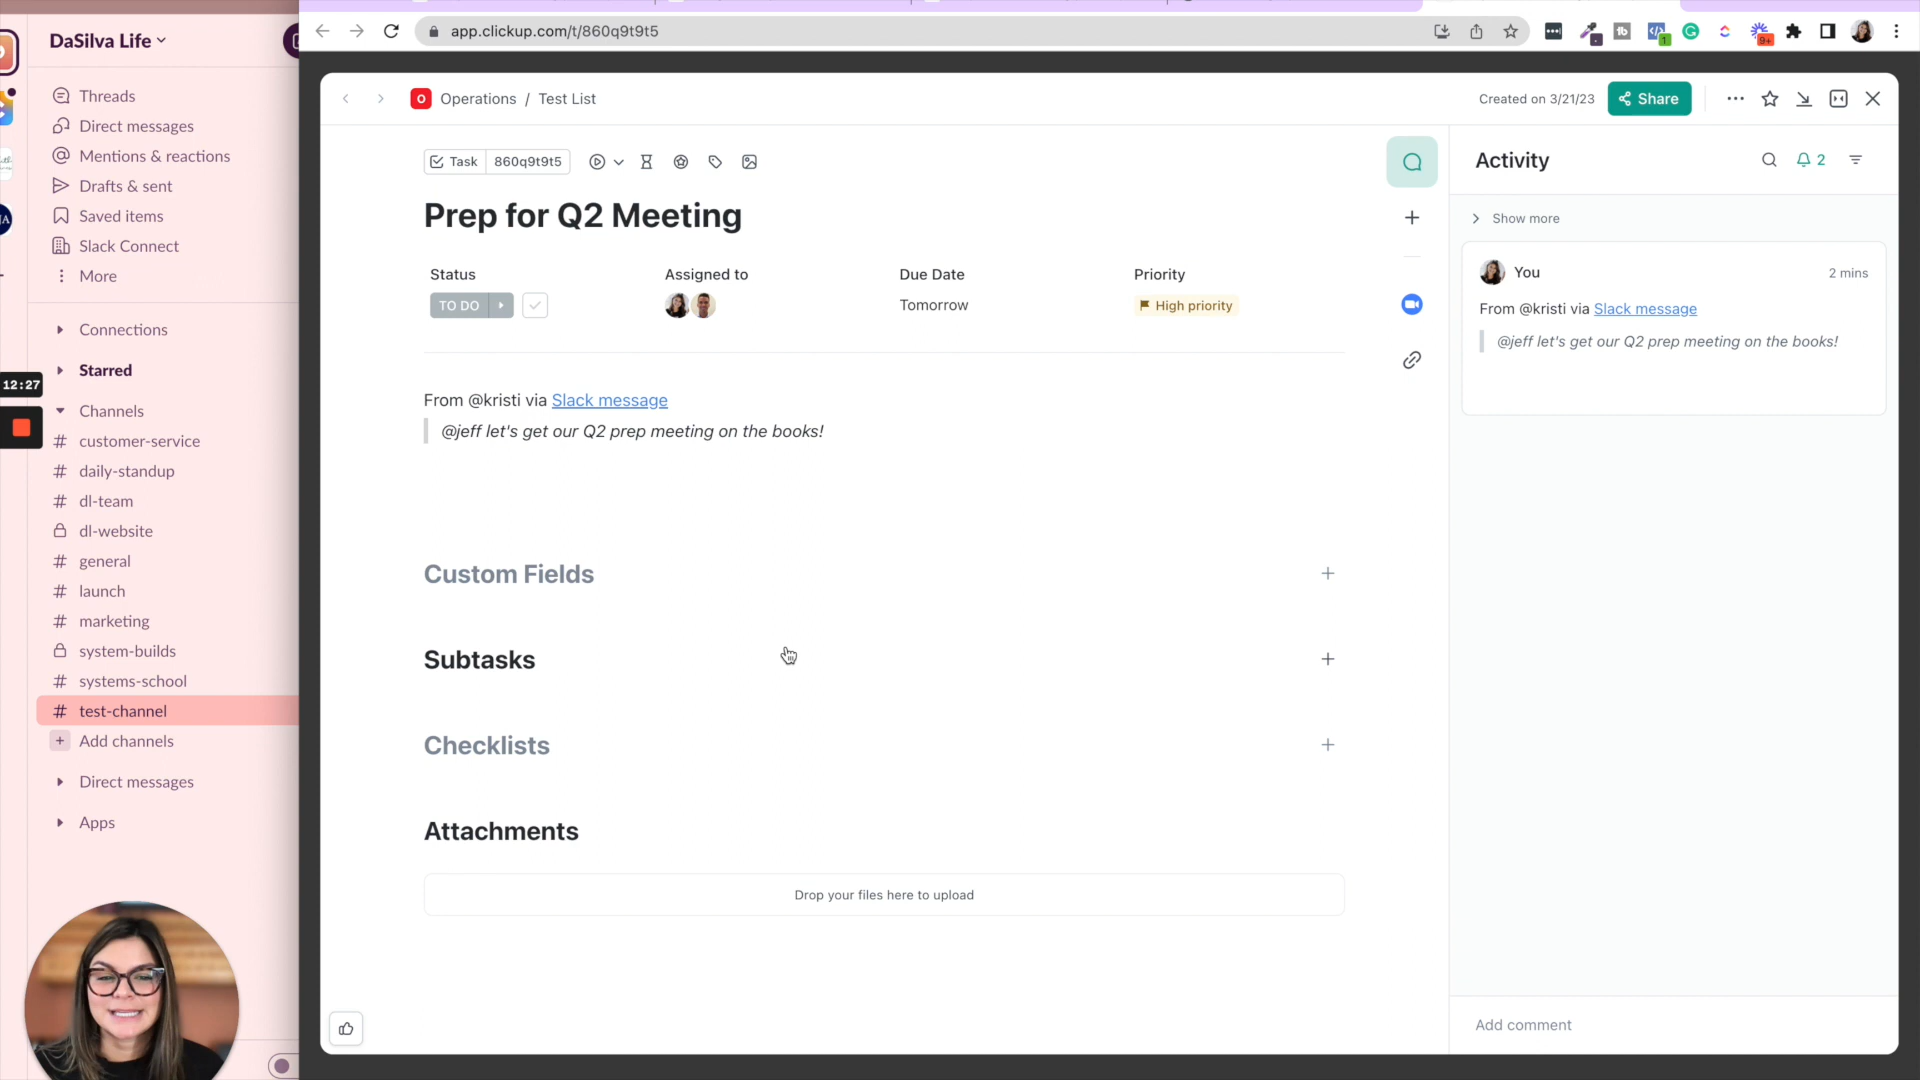 DaSilva Life
Threads
Direct messages
Mentions & reactions
Drafts & sent
Saved items
Slack Connect
More
Connections
Starred
12:27
Channels
# customer-service
# daily-standup
# dl-team
dl-website
# general
# launch
# marketing
system-builds
# systems-school
# test-channel
+ Add channels
Direct messages
Apps
app.clickup.com/t/860q9t9t5
1
9+
O Operations / Test List
Created on 3/21/23
Share
Task 860q9t9t5
Prep for Q2 Meeting
Status
Assigned to
Due Date
Priority
TO DO
Tomorrow
High priority
From @kristi via Slack message
@jeff let's get our Q2 prep meeting on the books!
Custom Fields
Subtasks
Checklists
Attachments
Drop your files here to upload
Activity
2
Show more
You
2 mins
From @kristi via Slack message
@jeff let's get our Q2 prep meeting on the books!
Add comment